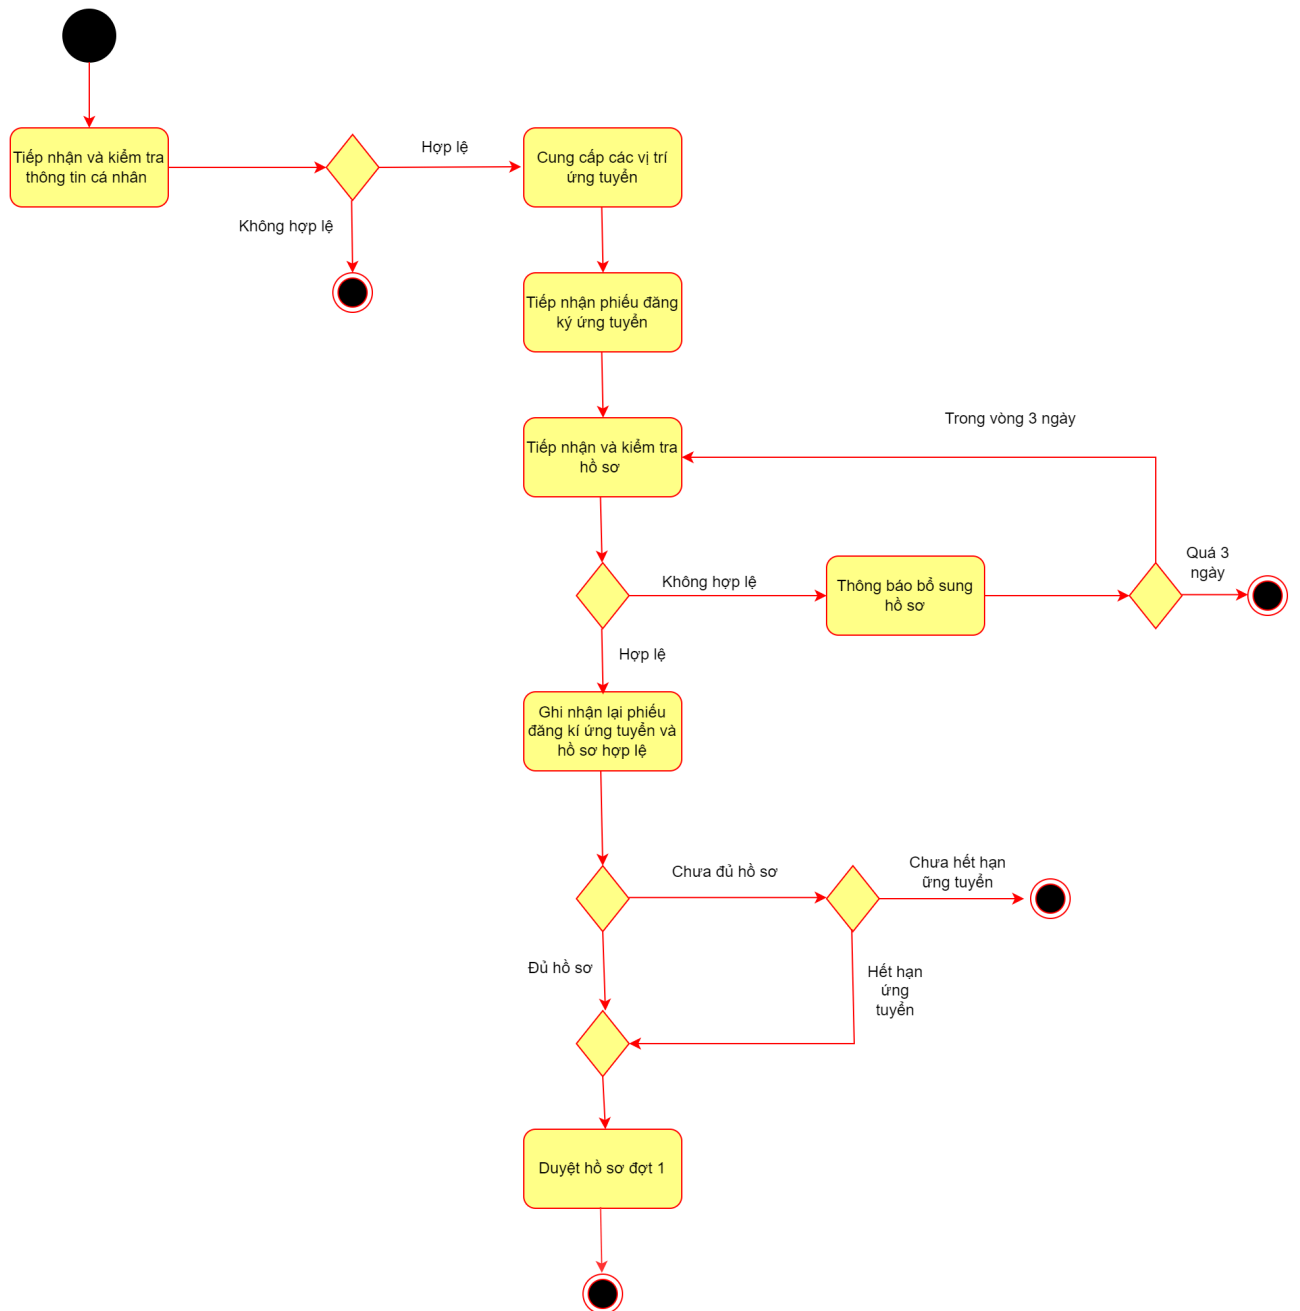 Tiếp nhận và kiểm tra
thông tin cá nhân
Hợp lệ
Cung cấp các vị trí
ứng tuyển
Không hợp lệ
Tiếp nhận phiếu đăng
ký ứng tuyển
Trong vòng 3 ngày
Tiếp nhận và kiểm tra
hồ sơ
Không hợp lệ
Thông báo bổ sung
hồ sơ
Quá 3
ngày
Hợp lệ
Ghi nhận lại phiếu
đăng kí ứng tuyển và
hồ sơ hợp lệ
Chưa đủ hồ sơ
Chưa hết hạn
ững tuyển
Đủ hồ sơ
Hết hạn
ứng
tuyển
Duyệt hồ sơ đợt 1